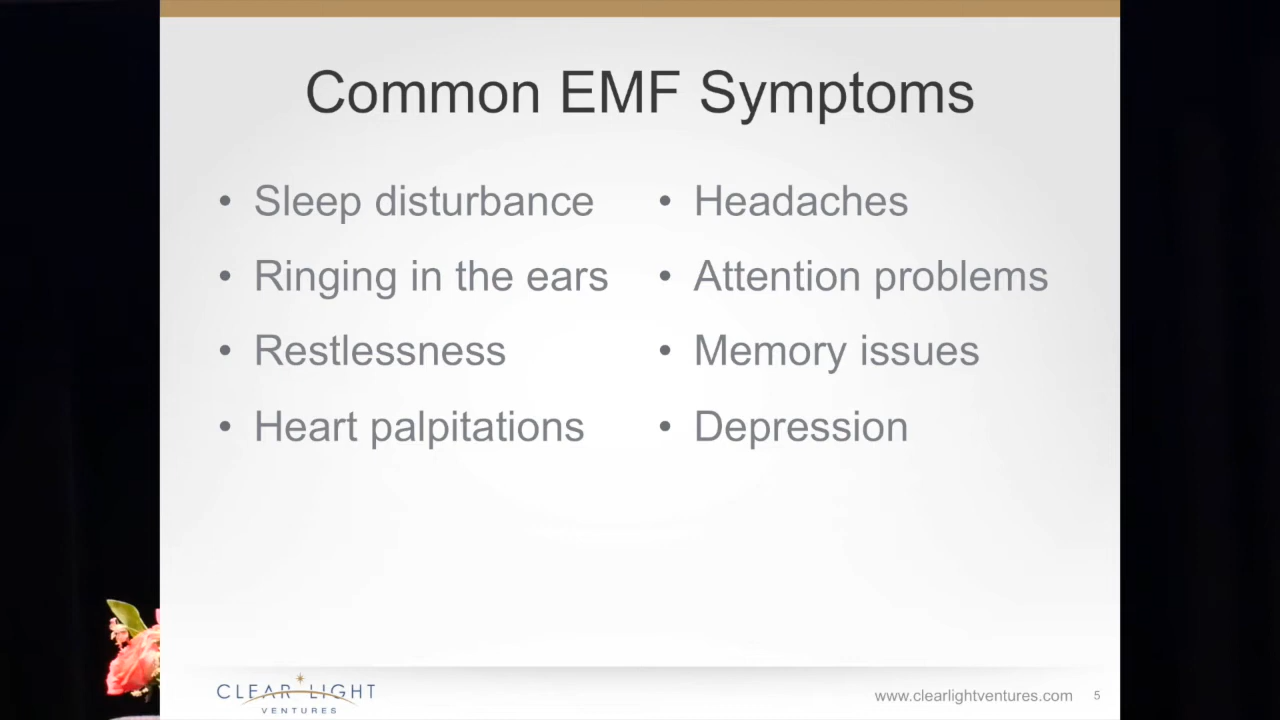 Common EMF Symptoms
• Sleep disturbance
• Ringing in the ears
• Restlessness
• Heart palpitations
• Headaches
• Attention problems
• Memory issues
• Depression
CLEAR LIGHT
VENTURES
www.clearlightventures.com 5